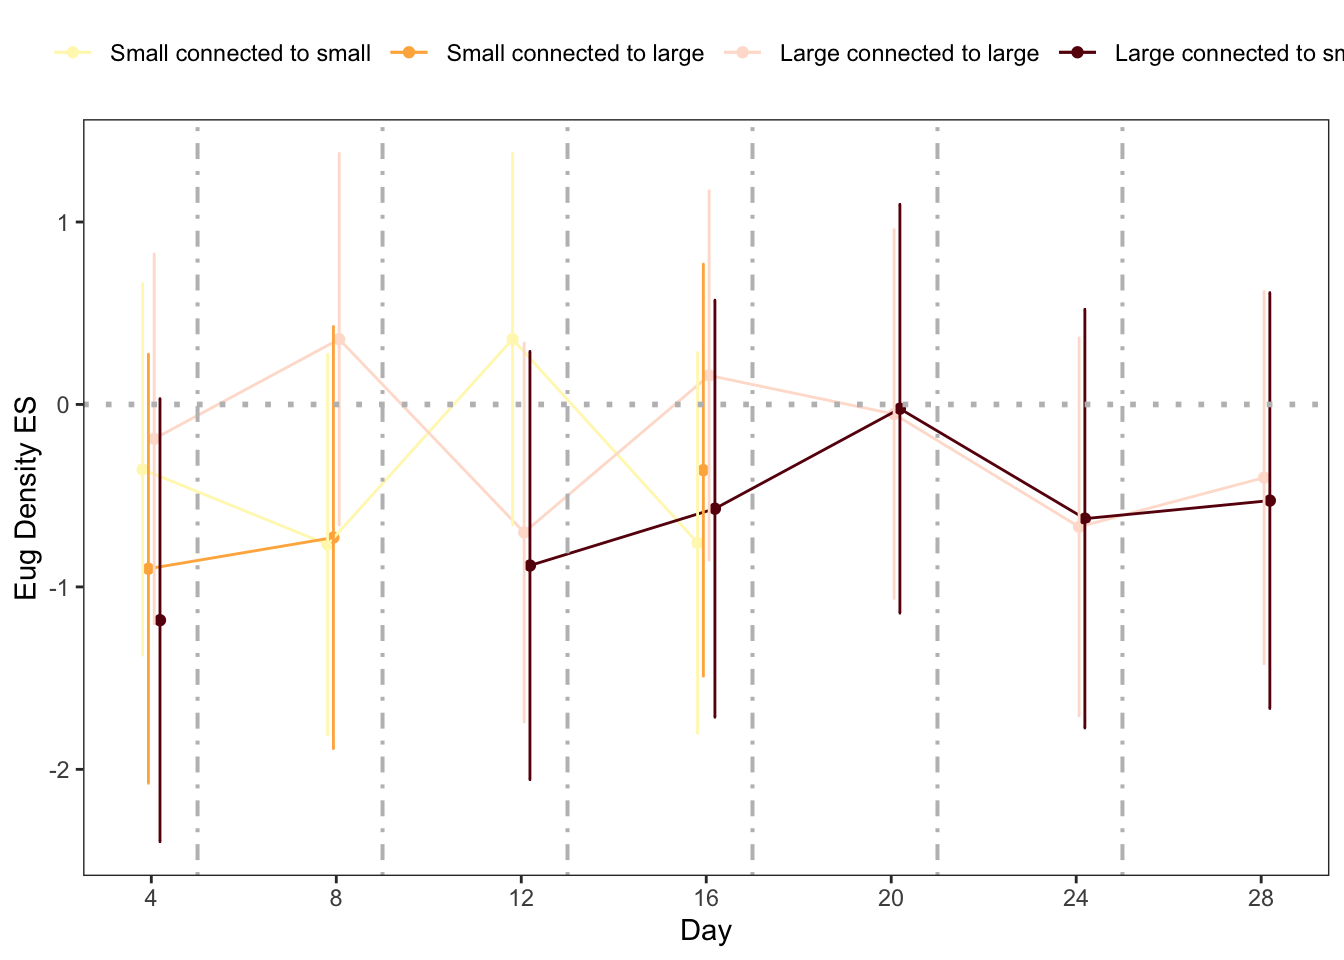 Small connected to small Small connected to large Large connected to large Large connected to sm
Eug Density ES
1
0
-1
-2
4 8 12 16 20 24 28
Day